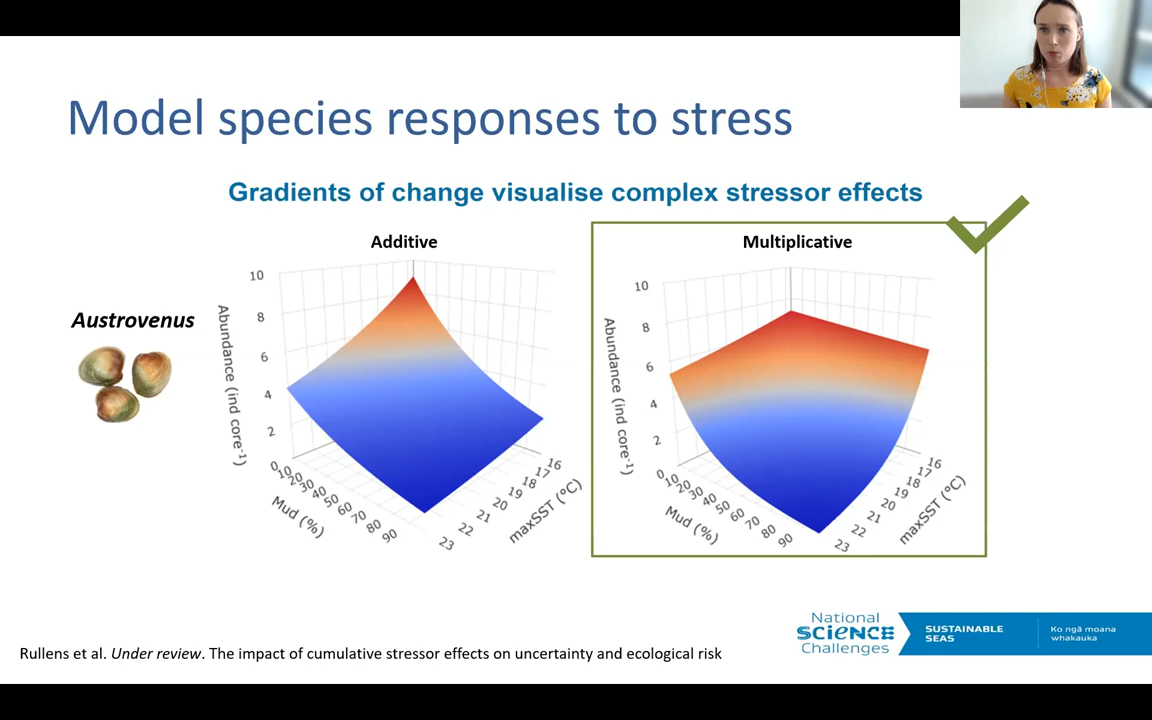 Model species responses to stress
Gradients of change visualise complex stressor effects
Additive
Multiplicative
Austrovenus
10
8
6
4
2
Abundance (ind core⁻¹)
0
10
20
30
40
50
60
70
80
90
Mud (%)
16
17
18
19
20
21
22
23
maxSST (°C)
10
8
6
4
2
Abundance (ind core⁻¹)
0
10
20
30
40
50
60
70
80
90
Mud (%)
16
17
18
19
20
21
22
23
maxSST (°C)
National
SCIENCE
Challenges
SUSTAINABLE
SEAS
Ko ngā moana
whakauka
Rullens et al. Under review. The impact of cumulative stressor effects on uncertainty and ecological risk